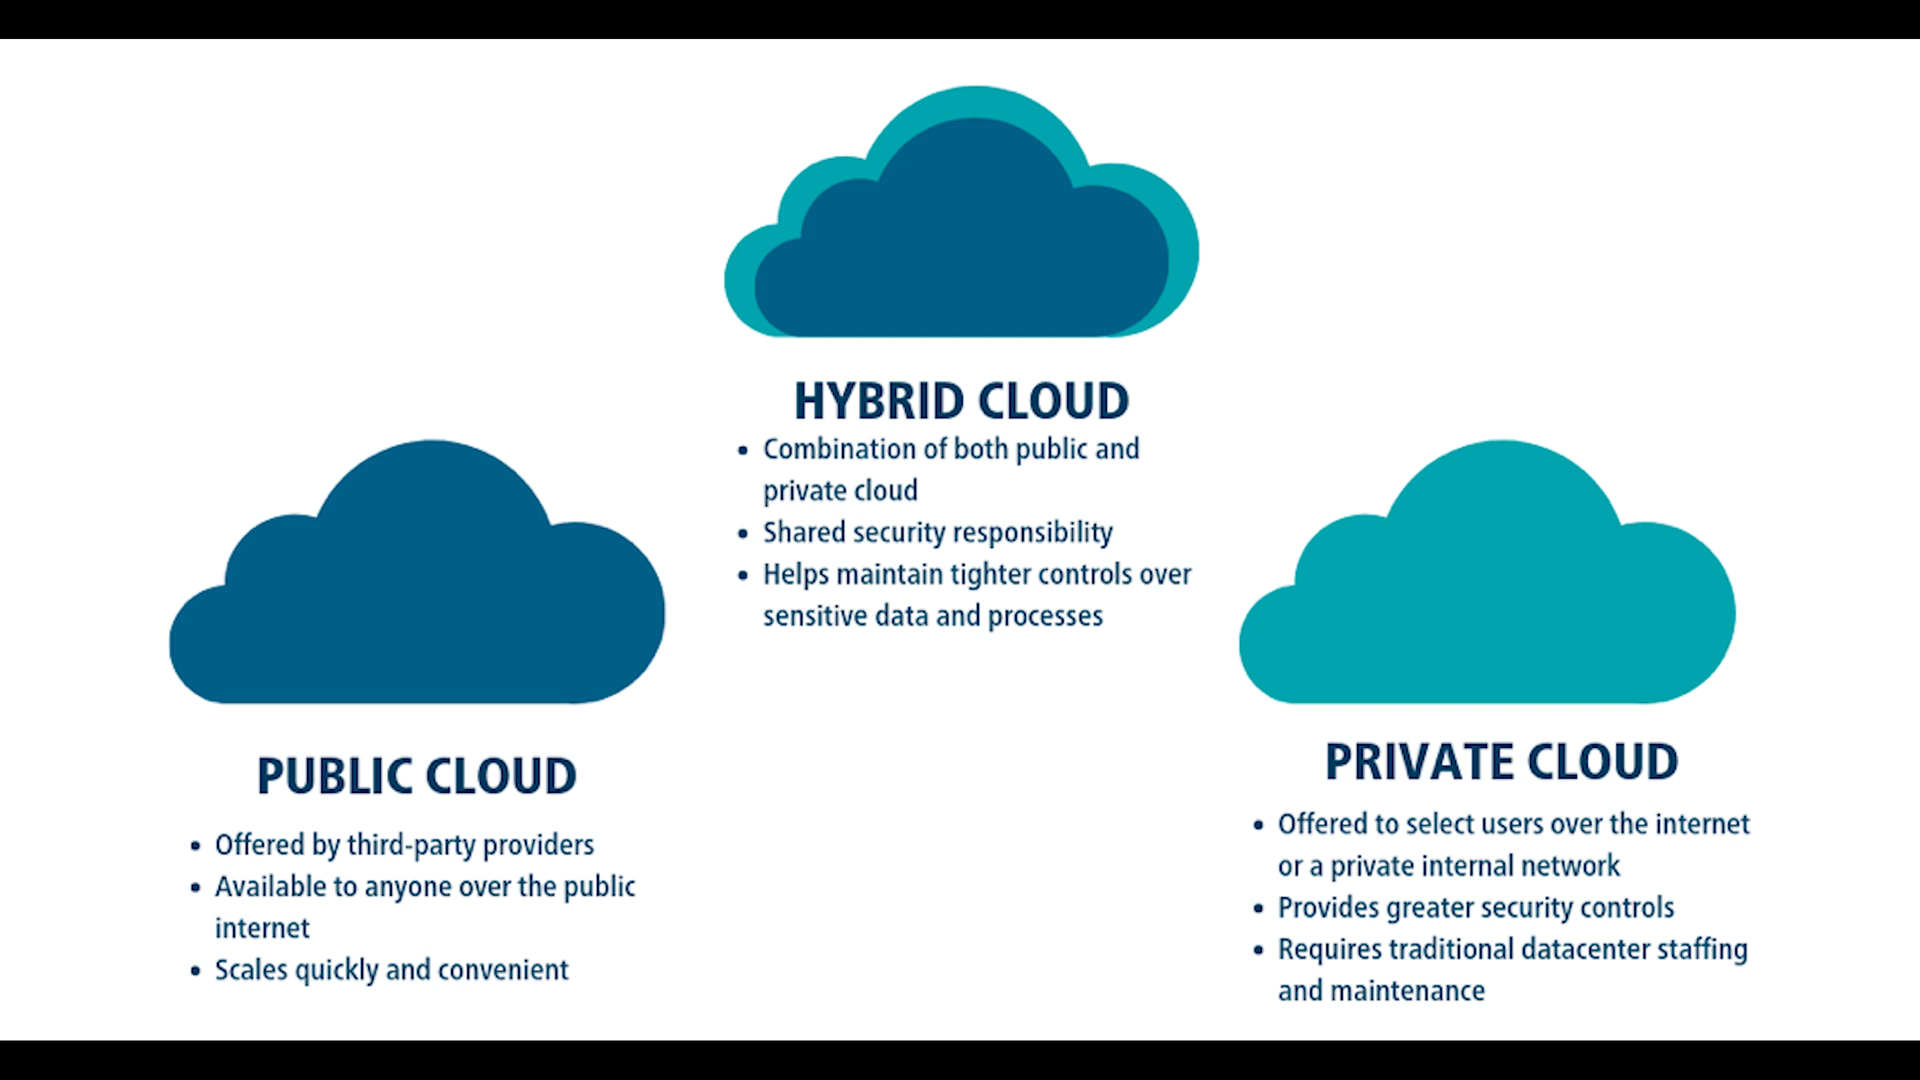 HYBRID CLOUD
• Combination of both public and
private cloud
• Shared security responsibility
• Helps maintain tighter controls over
sensitive data and processes
PUBLIC CLOUD
• Offered by third-party providers
• Available to anyone over the public
internet
• Scales quickly and convenient
PRIVATE CLOUD
• Offered to select users over the internet
or a private internal network
• Provides greater security controls
• Requires traditional datacenter staffing
and maintenance